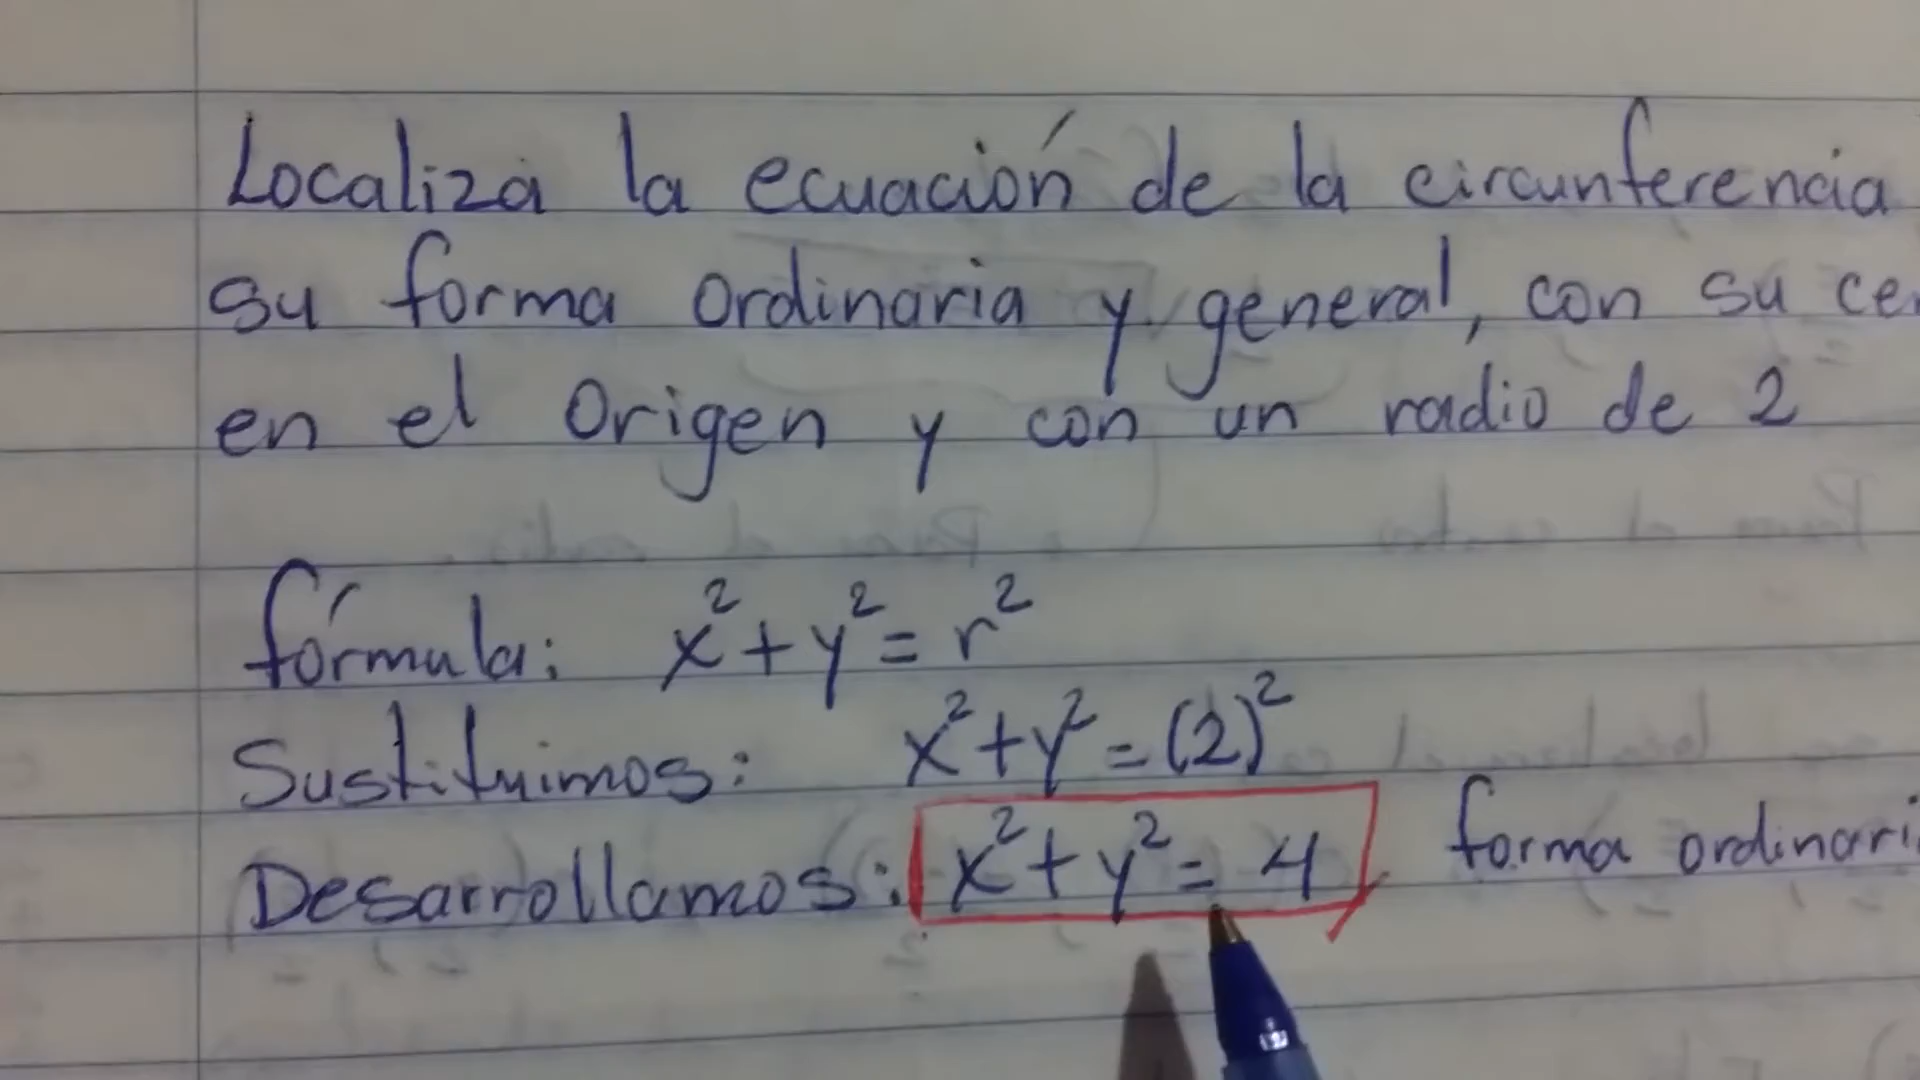 Localiza la ecuación de la circunferencia
su forma ordinaria y general, con su
en el Origen y con un radio de 2
fórmula: x²+y²=r²
Sustituimos: x²+y²=(2)²
Desarrollamos: x²+y²=4 forma ordinari